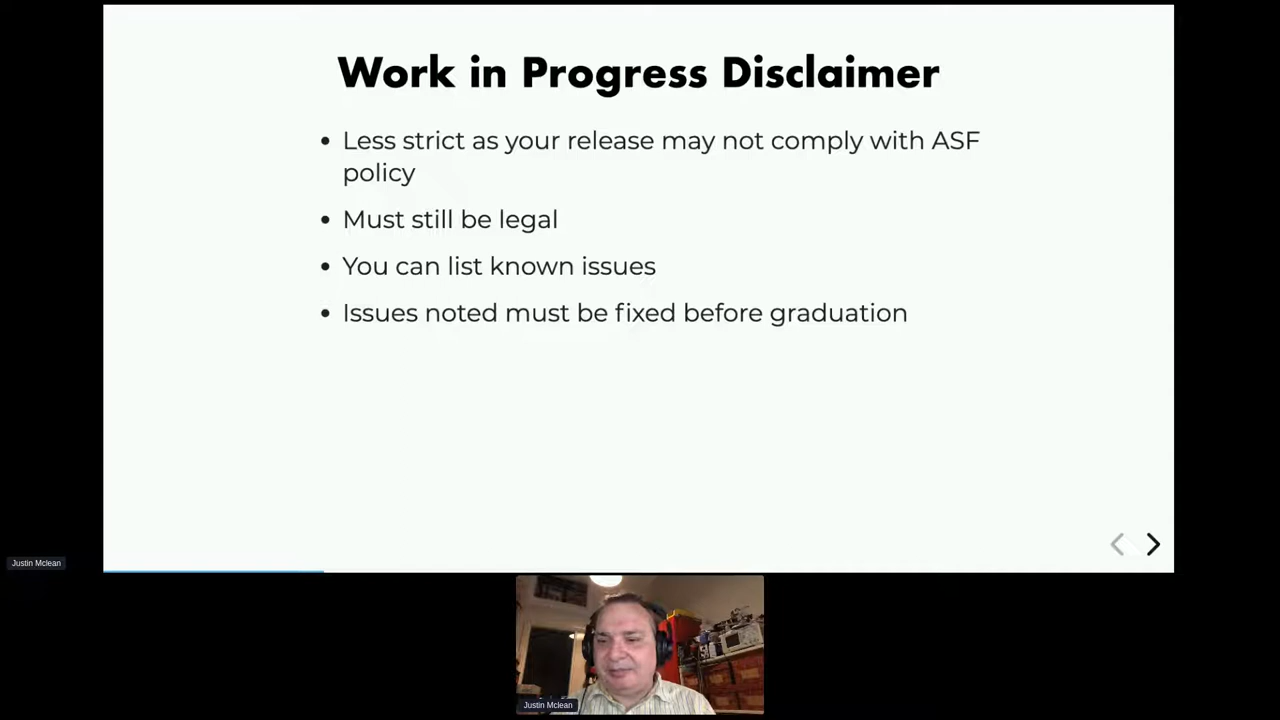 Work in Progress Disclaimer
• Less strict as your release may not comply with ASF
policy
• Must still be legal
• You can list known issues
• Issues noted must be fixed before graduation
Justin Mclean
Justin Mclean